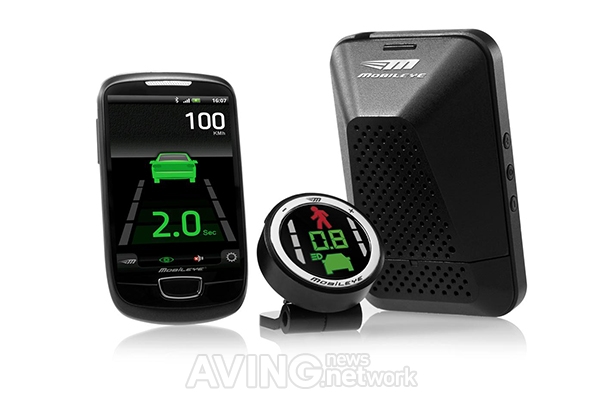 16:07
100
KM/h
2.0
Sec
MOBILEYE
- +
0.8
MOBILEYE
MOBILEYE
AVING news
.network